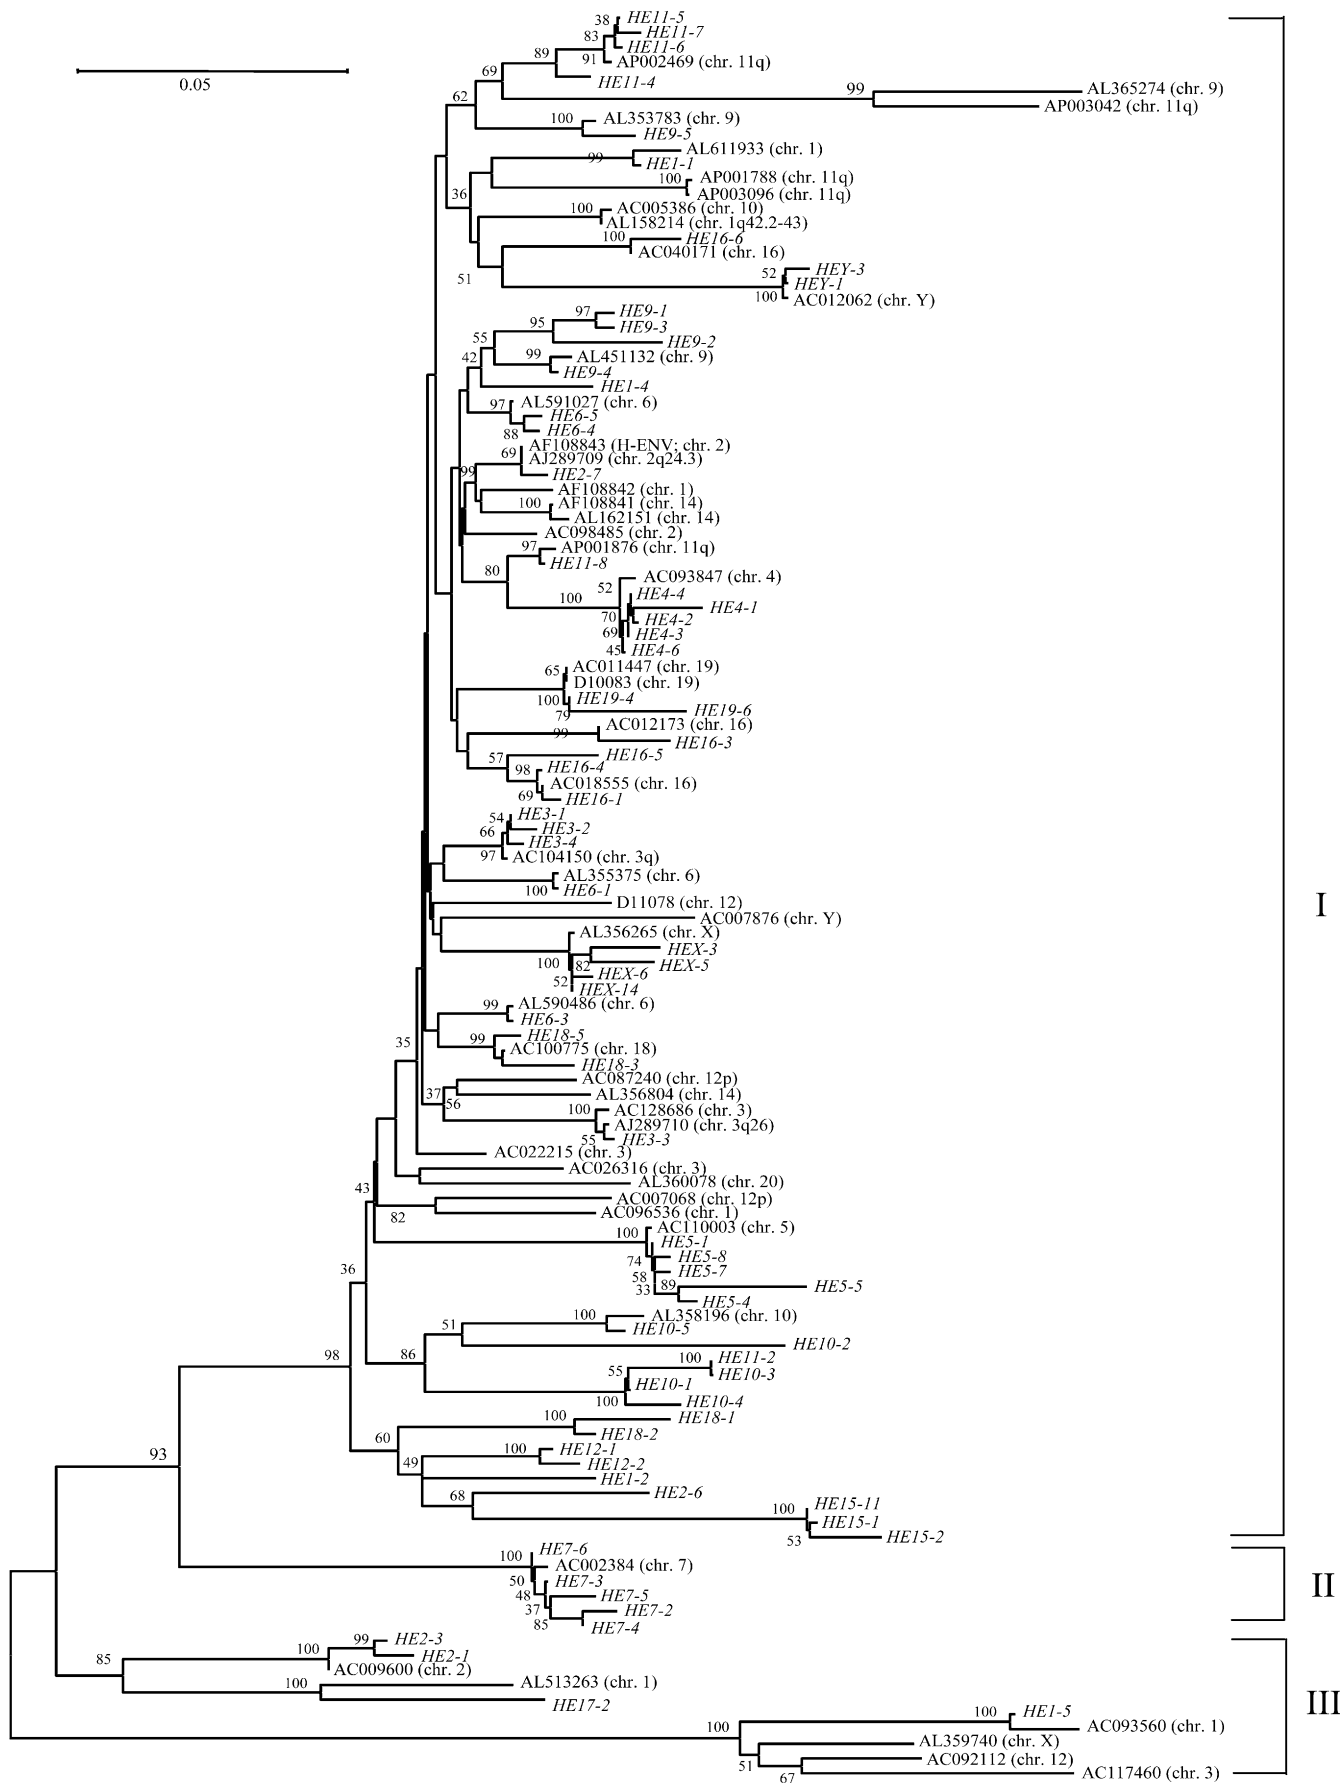 38 HE11-5
83 HE11-7
HE11-6
89 91 AP002469 (chr. 11q)
69 HE11-4
0.05
99 AL365274 (chr. 9)
62 AP003042 (chr. 11q)
100 AL353783 (chr. 9)
HE9-5
AL611933 (chr. 1)
99 HE1-1
100 AP001788 (chr. 11q)
36 AP003096 (chr. 11q)
100 AC005386 (chr. 10)
AL158214 (chr. 1q42.2-43)
100 HE16-6
AC040171 (chr. 16)
51 52 HEY-3
HEY-1
100 AC012062 (chr. Y)
97 HE9-1
95 HE9-3
55 HE9-2
42 99 AL451132 (chr. 9)
HE9-4
HE1-4
97 AL591027 (chr. 6)
HE6-5
88 HE6-4
AF108843 (H-ENV; chr. 2)
69 AJ289709 (chr. 2q24.3)
99 HE2-7
AF108842 (chr. 1)
100 AF108841 (chr. 14)
AL162151 (chr. 14)
AC098485 (chr. 2)
97 AP001876 (chr. 11q)
80 HE11-8
AC093847 (chr. 4)
100 52 HE4-4
HE4-1
70 HE4-2
69 HE4-3
45 HE4-6
65 AC011447 (chr. 19)
D10083 (chr. 19)
100 HE19-4
79 HE19-6
99 AC012173 (chr. 16)
HE16-3
57 HE16-5
98 HE16-4
AC018555 (chr. 16)
69 HE16-1
54 HE3-1
66 HE3-2
HE3-4
97 AC104150 (chr. 3q)
AL355375 (chr. 6)
100 HE6-1
D11078 (chr. 12)
I
AC007876 (chr. Y)
AL356265 (chr. X)
HEX-3
100 82 HEX-5
HEX-6
52 HEX-14
99 AL590486 (chr. 6)
HE6-3
35 99 HE18-5
AC100775 (chr. 18)
HE18-3
AC087240 (chr. 12p)
37 AL356804 (chr. 14)
56 100 AC128686 (chr. 3)
AJ289710 (chr. 3q26)
55 HE3-3
AC022215 (chr. 3)
AC026316 (chr. 3)
43 AL360078 (chr. 20)
AC007068 (chr. 12p)
82 AC096536 (chr. 1)
100 AC110003 (chr. 5)
HE5-1
74 HE5-8
36 58 HE5-7
33 89 HE5-5
HE5-4
100 AL358196 (chr. 10)
51 HE10-5
HE10-2
98 86 100 HE11-2
55 HE10-3
HE10-1
100 HE10-4
100 HE18-1
60 HE18-2
100 HE12-1
93 49 HE12-2
HE1-2
68 HE2-6
100 HE15-11
HE15-1
53 HE15-2
HE7-6
100 AC002384 (chr. 7)
50 HE7-3
II
48 HE7-5
37 HE7-2
85 HE7-4
99 HE2-3
85 100 HE2-1
AC009600 (chr. 2)
100 AL513263 (chr. 1)
HE17-2
III
100 HE1-5
100 AC093560 (chr. 1)
AL359740 (chr. X)
51 AC092112 (chr. 12)
67 AC117460 (chr. 3)